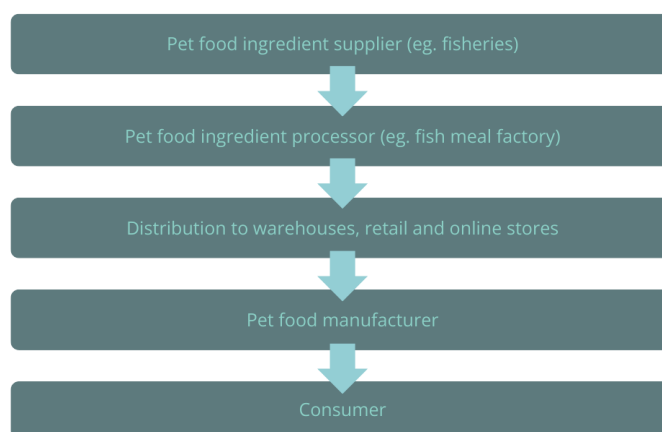 Pet food ingredient supplier (eg. fisheries)
Pet food ingredient processor (eg. fish meal factory)
Distribution to warehouses, retail and online stores
Pet food manufacturer
Consumer